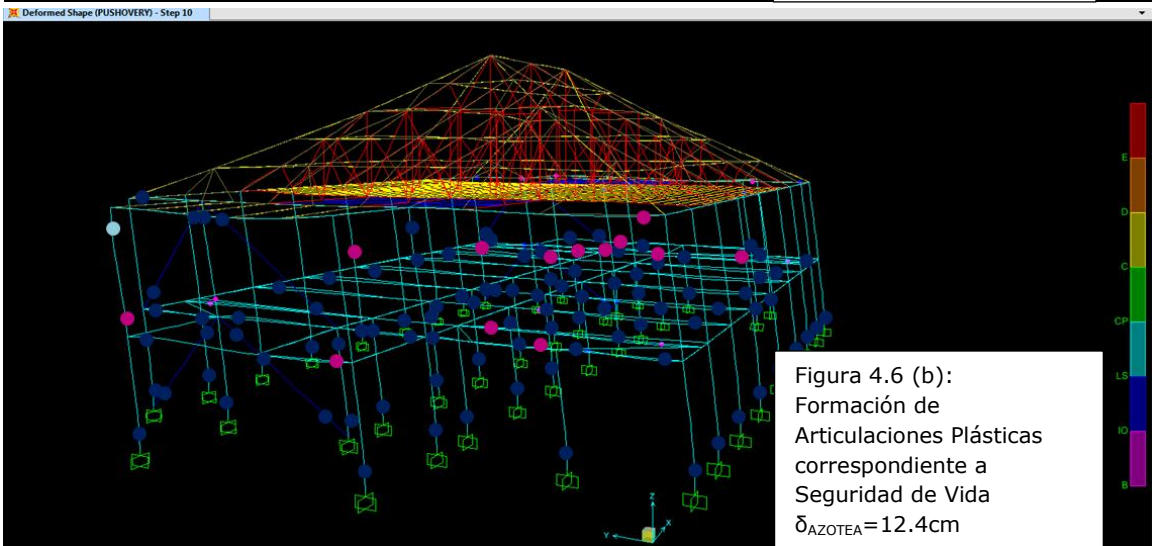 Deformed Shape (PUSHOVERY) - Step 10
E
D
C
CP
LS
IO
B
Z
X
Y
Figura 4.6 (b):
Formación de
Articulaciones Plásticas
correspondiente a
Seguridad de Vida
δAZOTEA=12.4cm